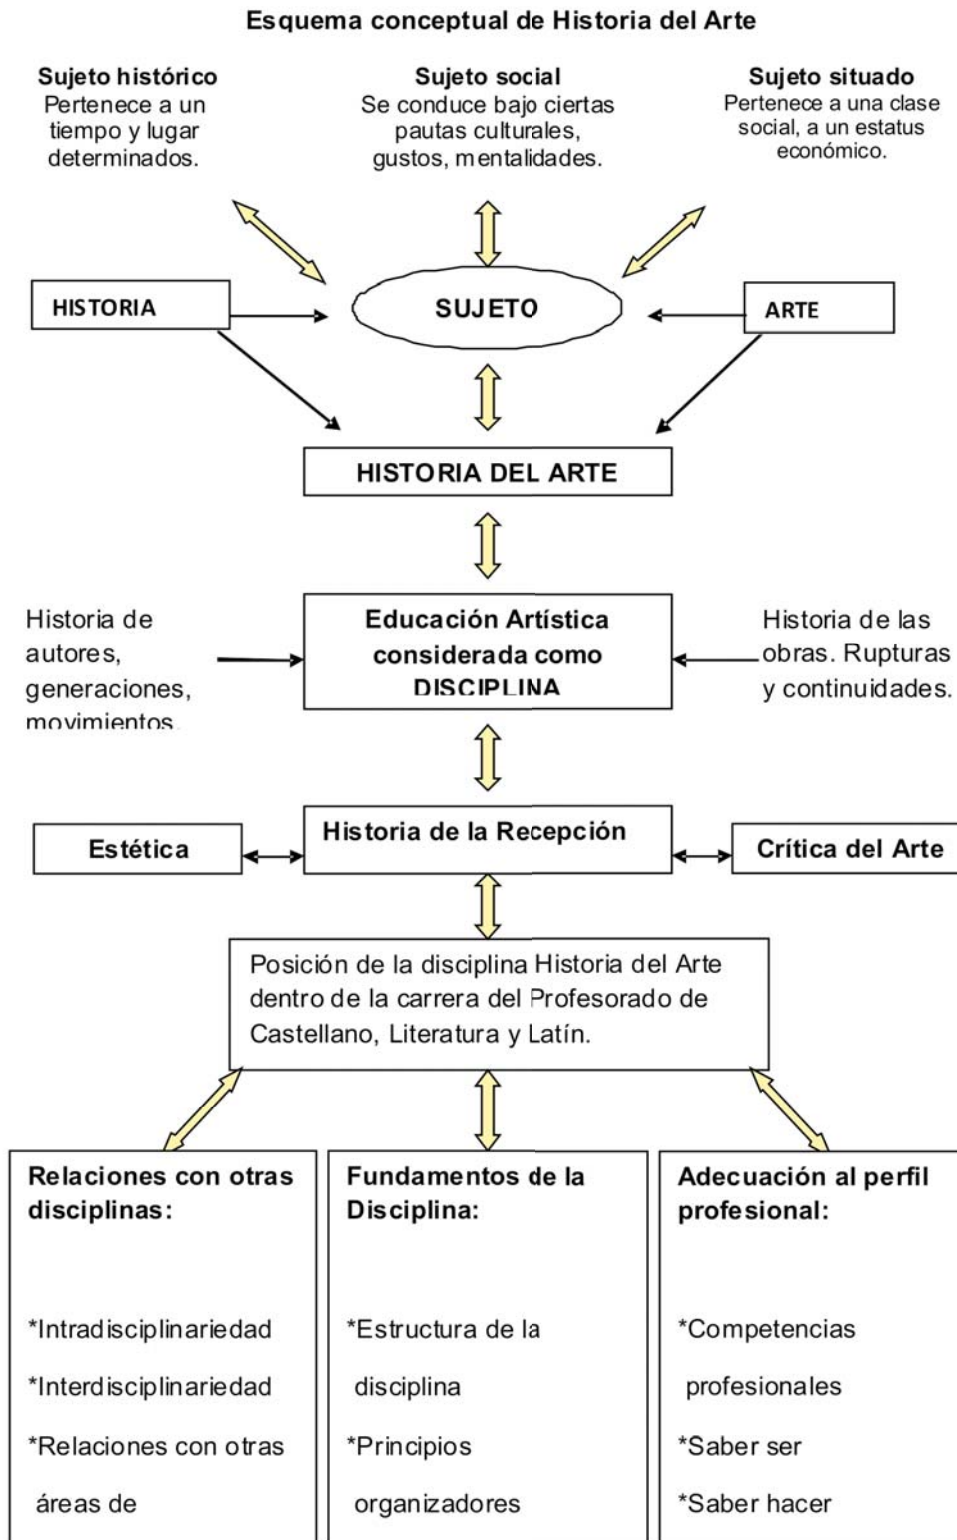 Esquema conceptual de Historia del Arte
Sujeto histórico
Pertenece a un
tiempo y lugar
determinados.
Sujeto social
Se conduce bajo ciertas
pautas culturales,
gustos, mentalidades.
Sujeto situado
Pertenece a una clase
social, a un estatus
económico.
HISTORIA
SUJETO
ARTE
HISTORIA DEL ARTE
Historia de
autores,
generaciones,
movimientos.
Educación Artística
considerada como
DISCIPLINA
Historia de las
obras. Rupturas
y continuidades.
Estética
Historia de la Recepción
Crítica del Arte
Posición de la disciplina Historia del Arte
dentro de la carrera del Profesorado de
Castellano, Literatura y Latín.
Relaciones con otras
disciplinas:
*Intradisciplinariedad
*Interdisciplinariedad
*Relaciones con otras
áreas de
Fundamentos de la
Disciplina:
*Estructura de la
disciplina
*Principios
organizadores
Adecuación al perfil
profesional:
*Competencias
profesionales
*Saber ser
*Saber hacer